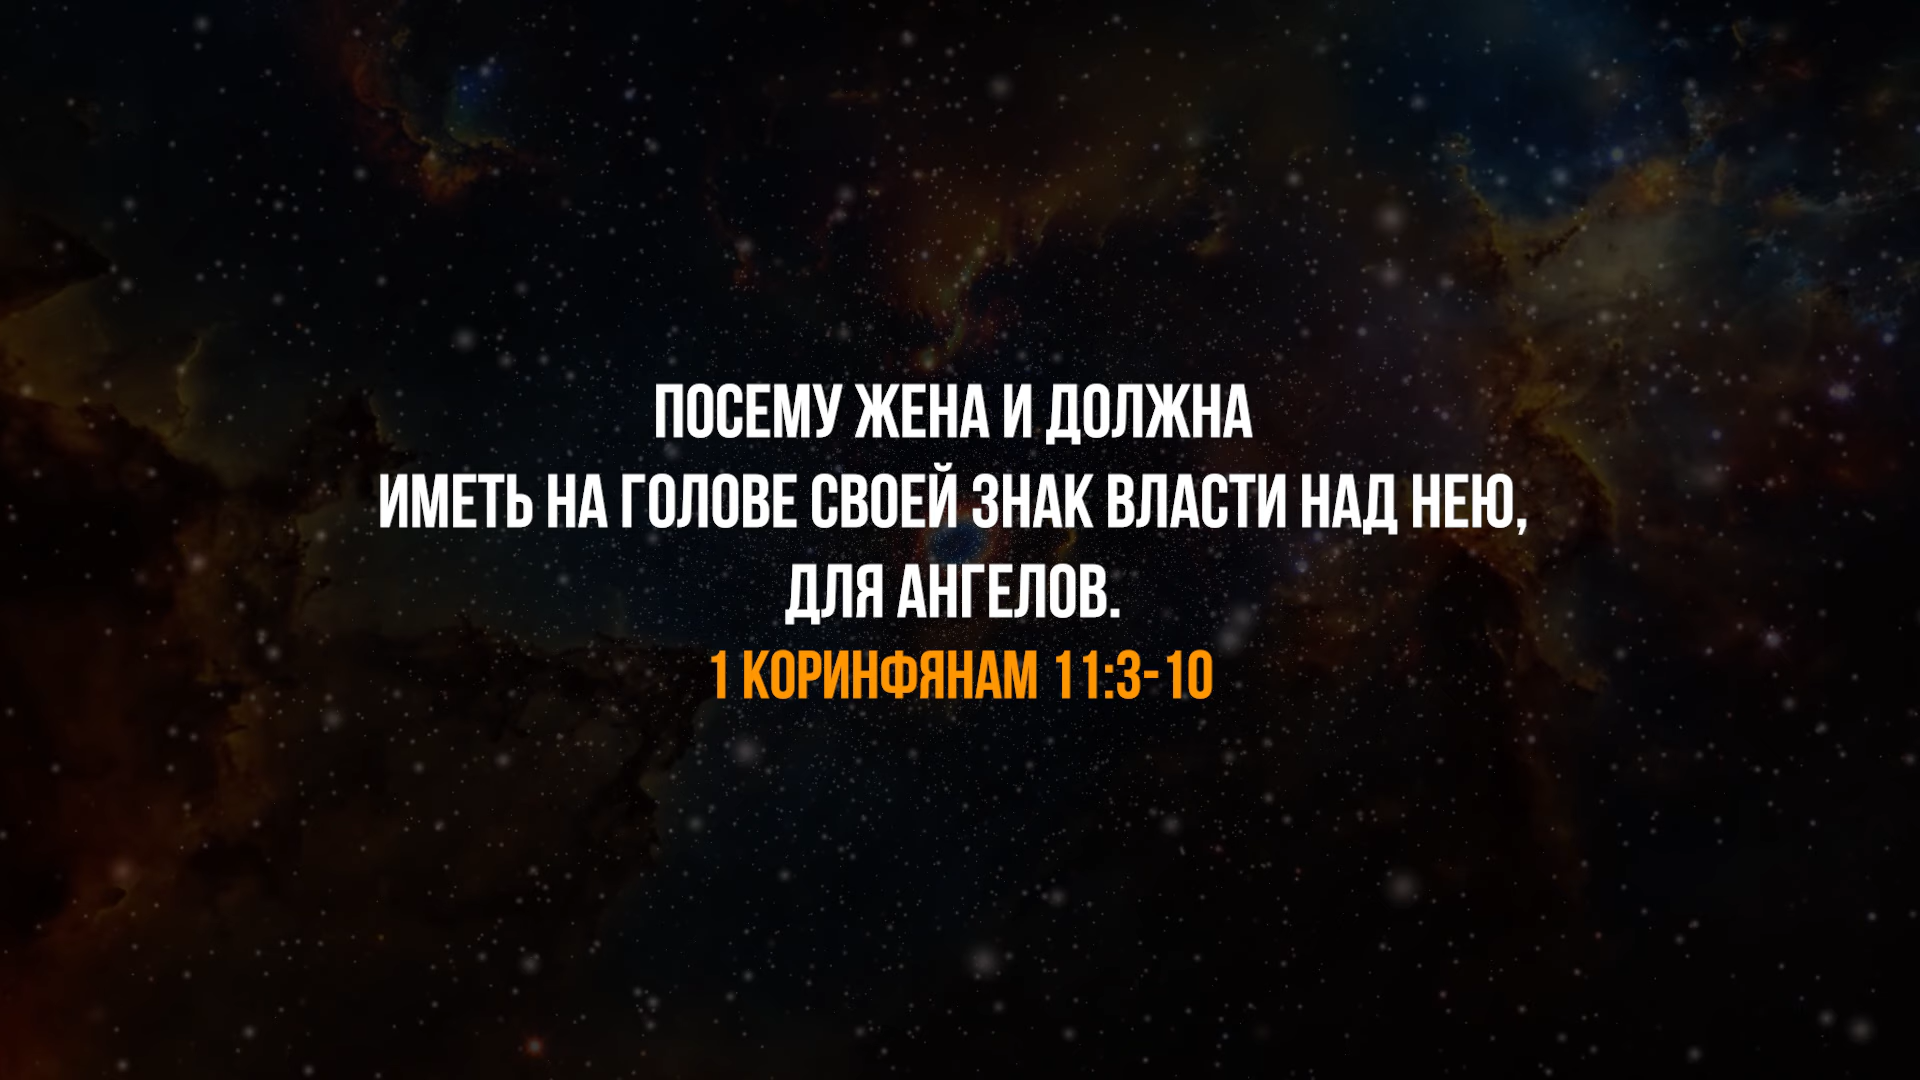 ПОСЕМУ ЖЕНА И ДОЛЖНА
ИМЕТЬ НА ГОЛОВЕ СВОЕЙ ЗНАК ВЛАСТИ НАД НЕЮ,
ДЛЯ АНГЕЛОВ.
1 КОРИНФЯНАМ 11:3-10